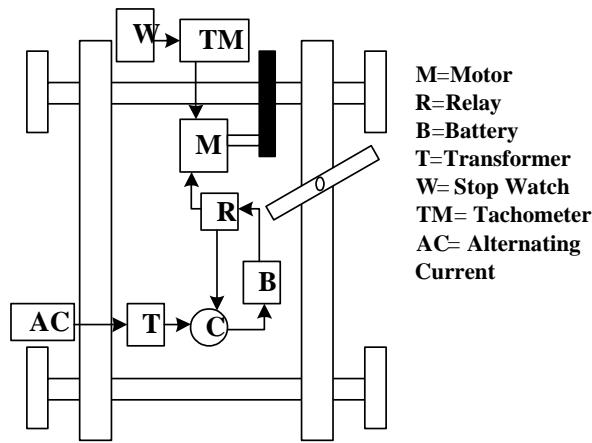 W
TM
M
R
B
AC
T
C
M=Motor
R=Relay
B=Battery
T=Transformer
W= Stop Watch
TM= Tachometer
AC= Alternating
Current